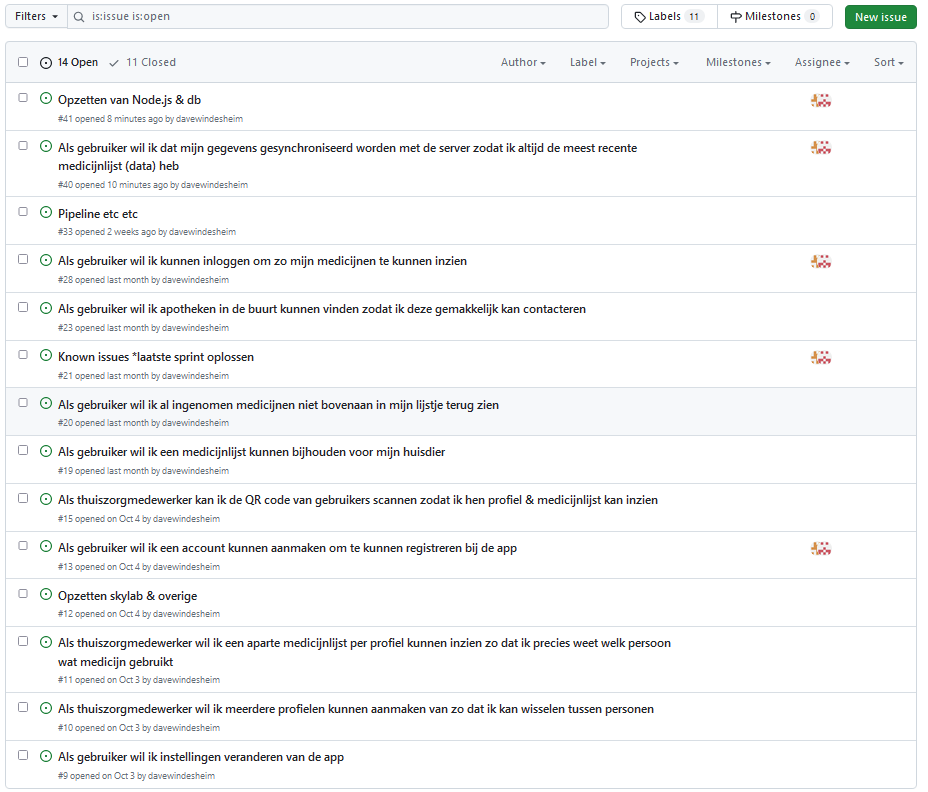 Filters
is:issue is:open
Labels 11
Milestones 0
New issue
14 Open
11 Closed
Author
Label
Projects
Milestones
Assignee
Sort
Opzetten van Node.js & db
#41 opened 8 minutes ago by davewindesheim
Als gebruiker wil ik dat mijn gegevens gesynchroniseerd worden met de server zodat ik altijd de meest recente
medicijnlijst (data) heb
#40 opened 10 minutes ago by davewindesheim
Pipeline etc etc
#33 opened 2 weeks ago by davewindesheim
Als gebruiker wil ik kunnen inloggen om zo mijn medicijnen te kunnen inzien
#28 opened last month by davewindesheim
Als gebruiker wil ik apotheken in de buurt kunnen vinden zodat ik deze gemakkelijk kan contacteren
#23 opened last month by davewindesheim
Known issues *laatste sprint oplossen
#21 opened last month by davewindesheim
Als gebruiker wil ik al ingenomen medicijnen niet bovenaan in mijn lijstje terug zien
#20 opened last month by davewindesheim
Als gebruiker wil ik een medicijnlijst kunnen bijhouden voor mijn huisdier
#19 opened last month by davewindesheim
Als thuiszorgmedewerker kan ik de QR code van gebruikers scannen zodat ik hen profiel & medicijnlijst kan inzien
#15 opened on Oct 4 by davewindesheim
Als gebruiker wil ik een account kunnen aanmaken om te kunnen registreren bij de app
#13 opened on Oct 4 by davewindesheim
Opzetten skylab & overige
#12 opened on Oct 4 by davewindesheim
Als thuiszorgmedewerker wil ik een aparte medicijnlijst per profiel kunnen inzien zo dat ik precies weet welk persoon
wat medicijn gebruikt
#11 opened on Oct 3 by davewindesheim
Als thuiszorgmedewerker wil ik meerdere profielen kunnen aanmaken van zo dat ik kan wisselen tussen personen
#10 opened on Oct 3 by davewindesheim
Als gebruiker wil ik instellingen veranderen van de app
#9 opened on Oct 3 by davewindesheim